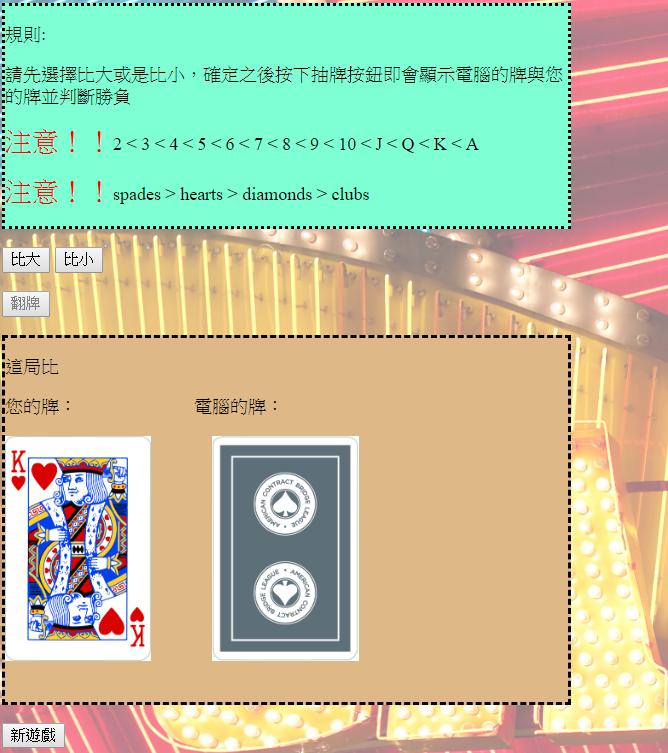 規則:
請先選擇比大或是比小，確定之後按下抽牌按鈕即會顯示電腦的牌與您
的牌並判斷勝負
注意！！2 < 3 < 4 < 5 < 6 < 7 < 8 < 9 < 10 < J < Q < K < A
注意！！spades > hearts > diamonds > clubs
比大 比小
翻牌
這局比
您的牌： 電腦的牌：
K
AMERICAN CONTRACT BRIDGE LEAGUE
AMERICAN CONTRACT BRIDGE LEAGUE
K
新遊戲